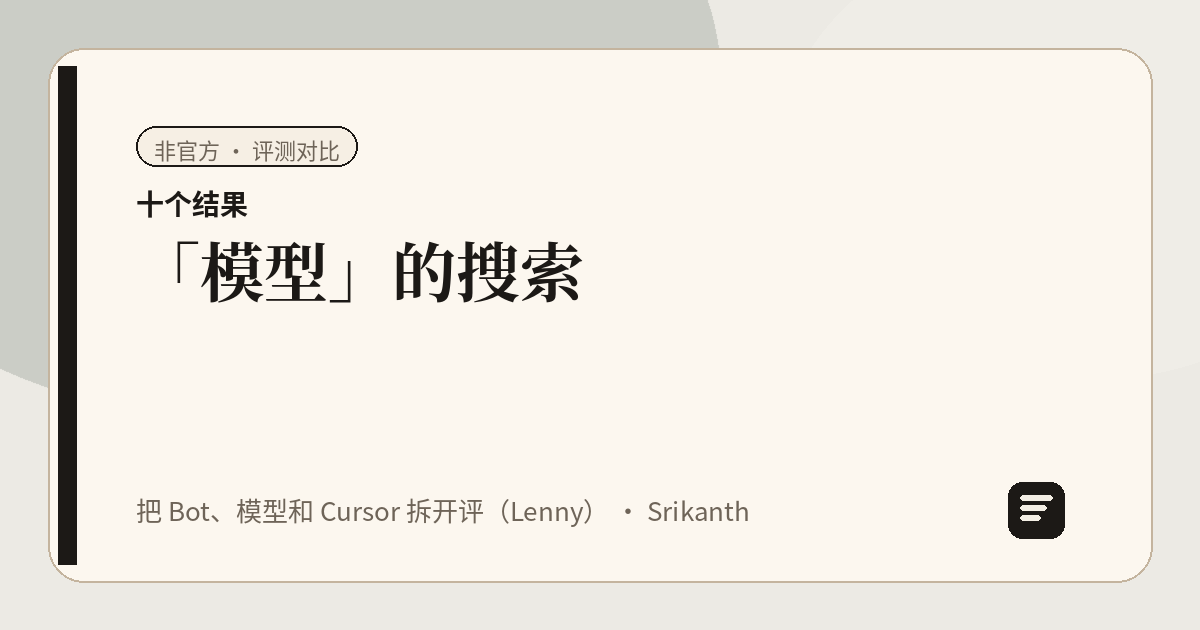 非官方 · 评测对比
十个结果
「模型」的搜索
把 Bot、模型和 Cursor 拆开评（Lenny） · Srikanth